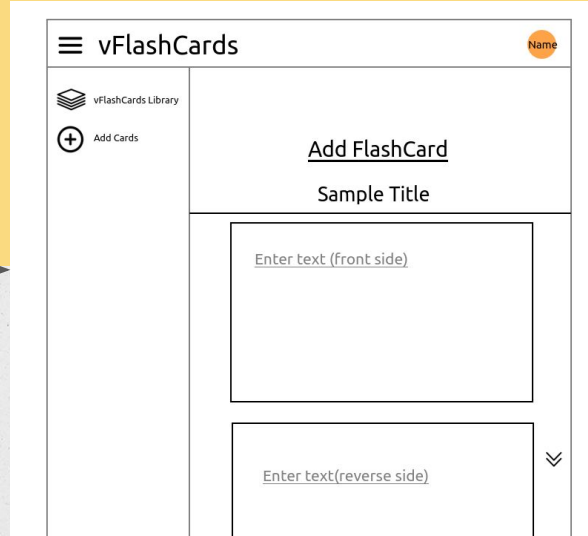 vFlashCards
Name
vFlashCards Library
Add Cards
Add FlashCard
Sample Title
Enter text (front side)
Enter text(reverse side)